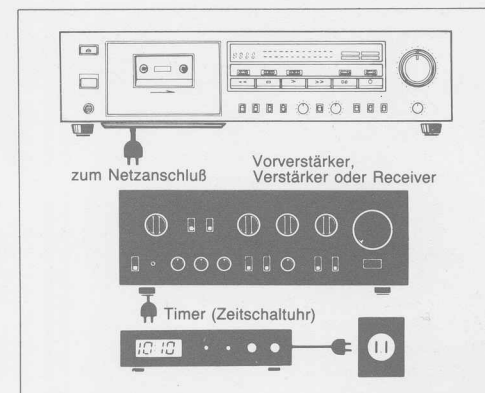 zum Netzanschluß
Vorverstärker,
Verstärker oder Receiver
Timer (Zeitschaltuhr)
10:10